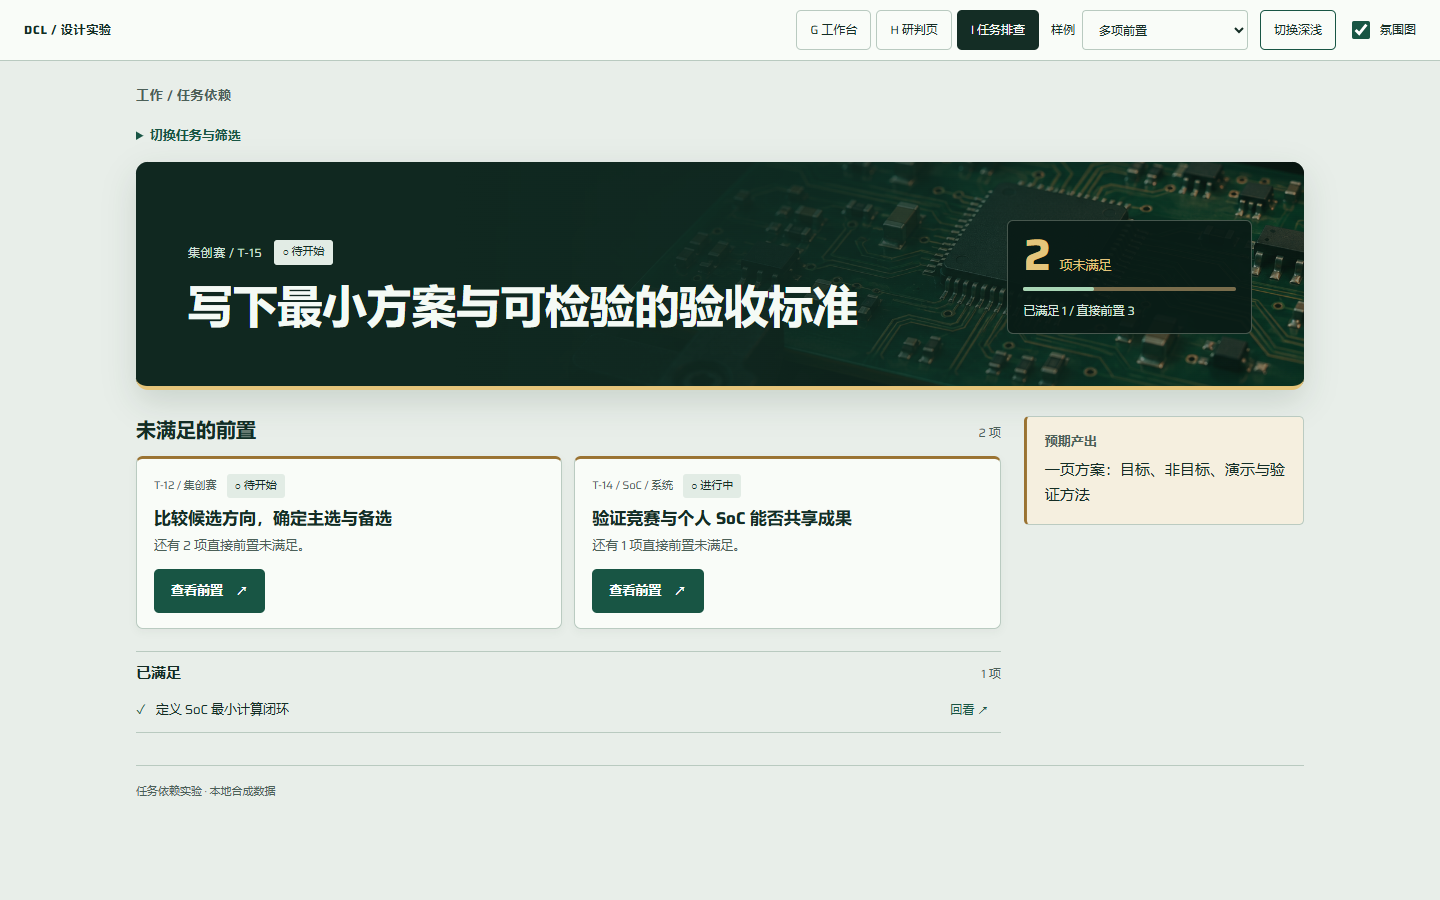 DCL / 设计实验
G 工作台
H 研判页
I 任务排查
样例
多项前置
切换深浅
氛围图
工作 / 任务依赖
▶ 切换任务与筛选
集创赛 / T-15
○ 待开始
写下最小方案与可检验的验收标准
2 项未满足
已满足 1 / 直接前置 3
未满足的前置
2 项
T-12 / 集创赛
○ 待开始
比较候选方向，确定主选与备选
还有 2 项直接前置未满足。
查看前置 ↗
T-14 / SoC / 系统
○ 进行中
验证竞赛与个人 SoC 能否共享成果
还有 1 项直接前置未满足。
查看前置 ↗
预期产出
一页方案：目标、非目标、演示与验
证方法
已满足
1 项
✓ 定义 SoC 最小计算闭环
回看 ↗
任务依赖实验 · 本地合成数据